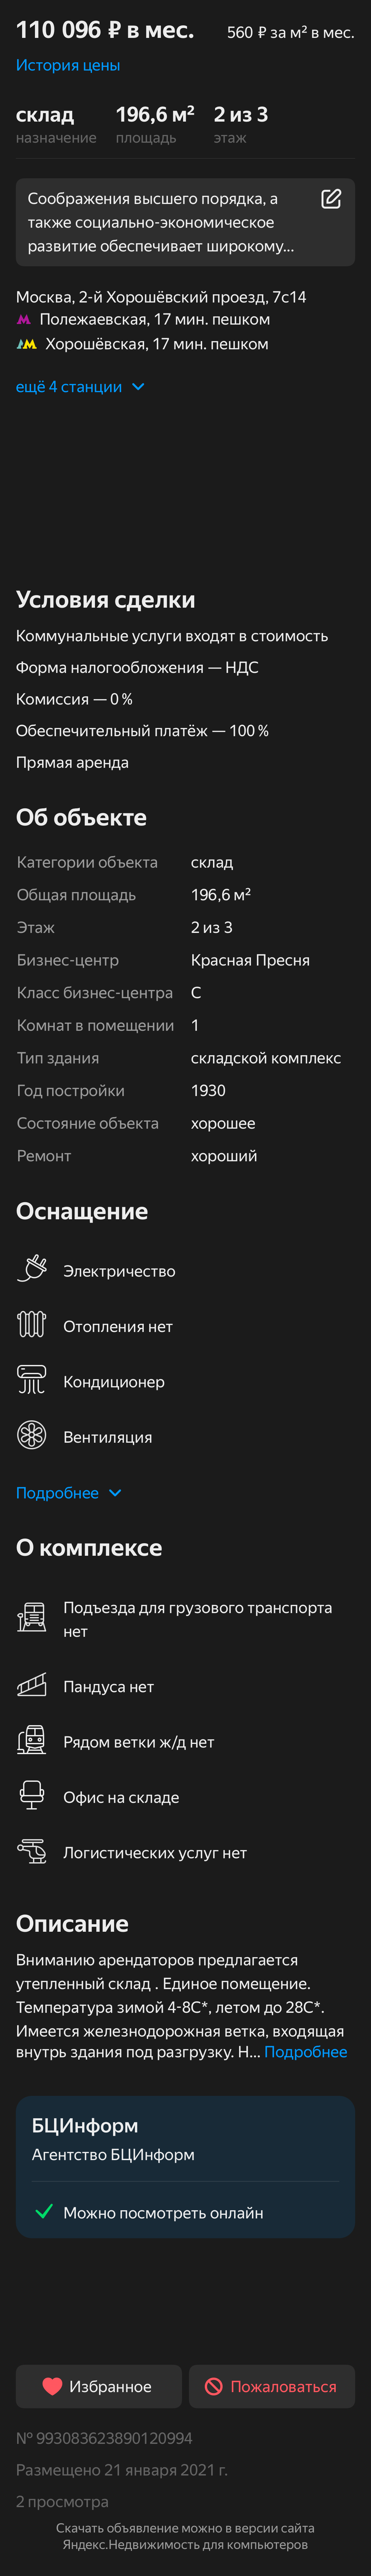 110 096 ₽ в мес.
560 ₽ за м² в мес.
История цены
склад
196,6 м²
2 из 3
назначение
площадь
этаж
Соображения высшего порядка, а
также социально-экономическое
развитие обеспечивает широкому...
Москва, 2-й Хорошёвский проезд, 7с14
Полежаевская, 17 мин. пешком
Хорошёвская, 17 мин. пешком
ещё 4 станции
Условия сделки
Коммунальные услуги входят в стоимость
Форма налогообложения — НДС
Комиссия — 0 %
Обеспечительный платёж — 100 %
Прямая аренда
Об объекте
Категории объекта склад
Общая площадь 196,6 м²
Этаж 2 из 3
Бизнес-центр Красная Пресня
Класс бизнес-центра C
Комнат в помещении 1
Тип здания складской комплекс
Год постройки 1930
Состояние объекта хорошее
Ремонт хороший
Оснащение
Электричество
Отопления нет
Кондиционер
Вентиляция
Подробнее
О комплексе
Подъезда для грузового транспорта
нет
Пандуса нет
Рядом ветки ж/д нет
Офис на складе
Логистических услуг нет
Описание
Вниманию арендаторов предлагается
утепленный склад . Единое помещение.
Температура зимой 4-8С*, летом до 28С*.
Имеется железнодорожная ветка, входящая
внутрь здания под разгрузку. Н... Подробнее
БЦИнформ
Агентство БЦИнформ
Можно посмотреть онлайн
Избранное
Пожаловаться
№ 993083623890120994
Размещено 21 января 2021 г.
2 просмотра
Скачать объявление можно в версии сайта
Яндекс.Недвижимость для компьютеров